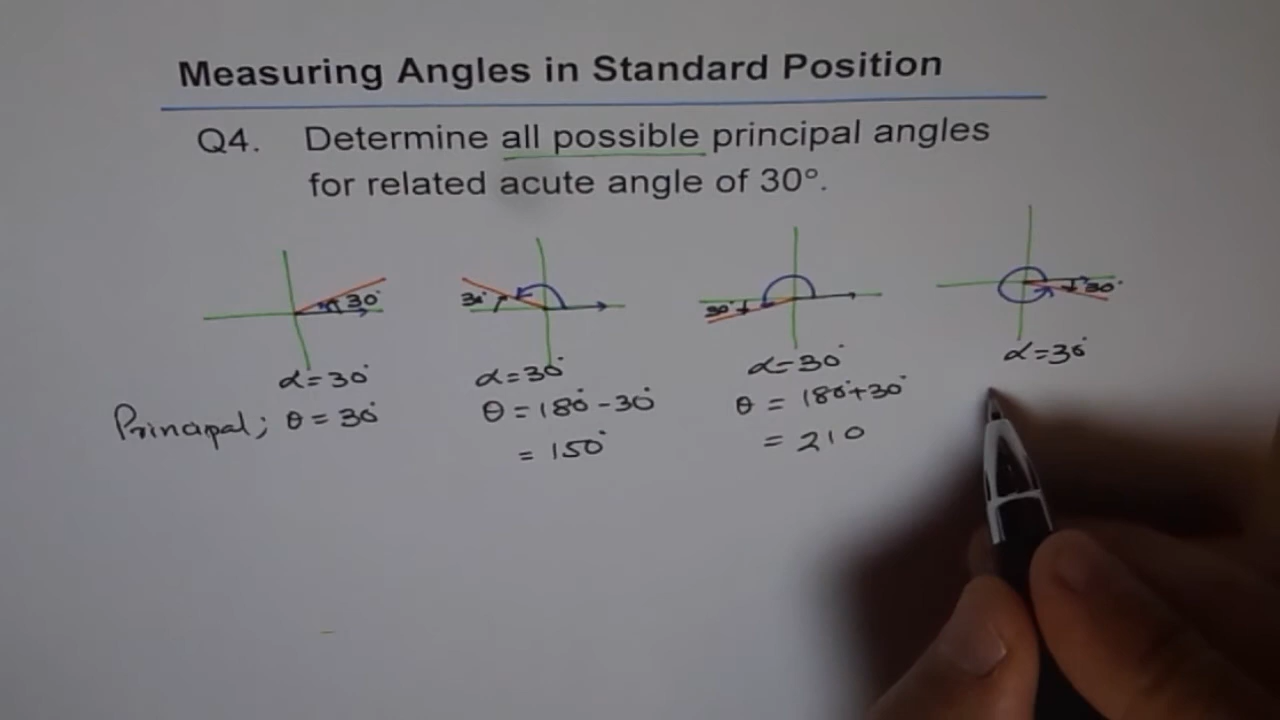 Measuring Angles in Standard Position
Q4. Determine all possible principal angles
for related acute angle of 30°.
30° 30° 30° 30°
α=30° α=30° α=30° α=30°
Principal; θ = 30° θ = 180° - 30° θ = 180°+30°
= 150° = 210